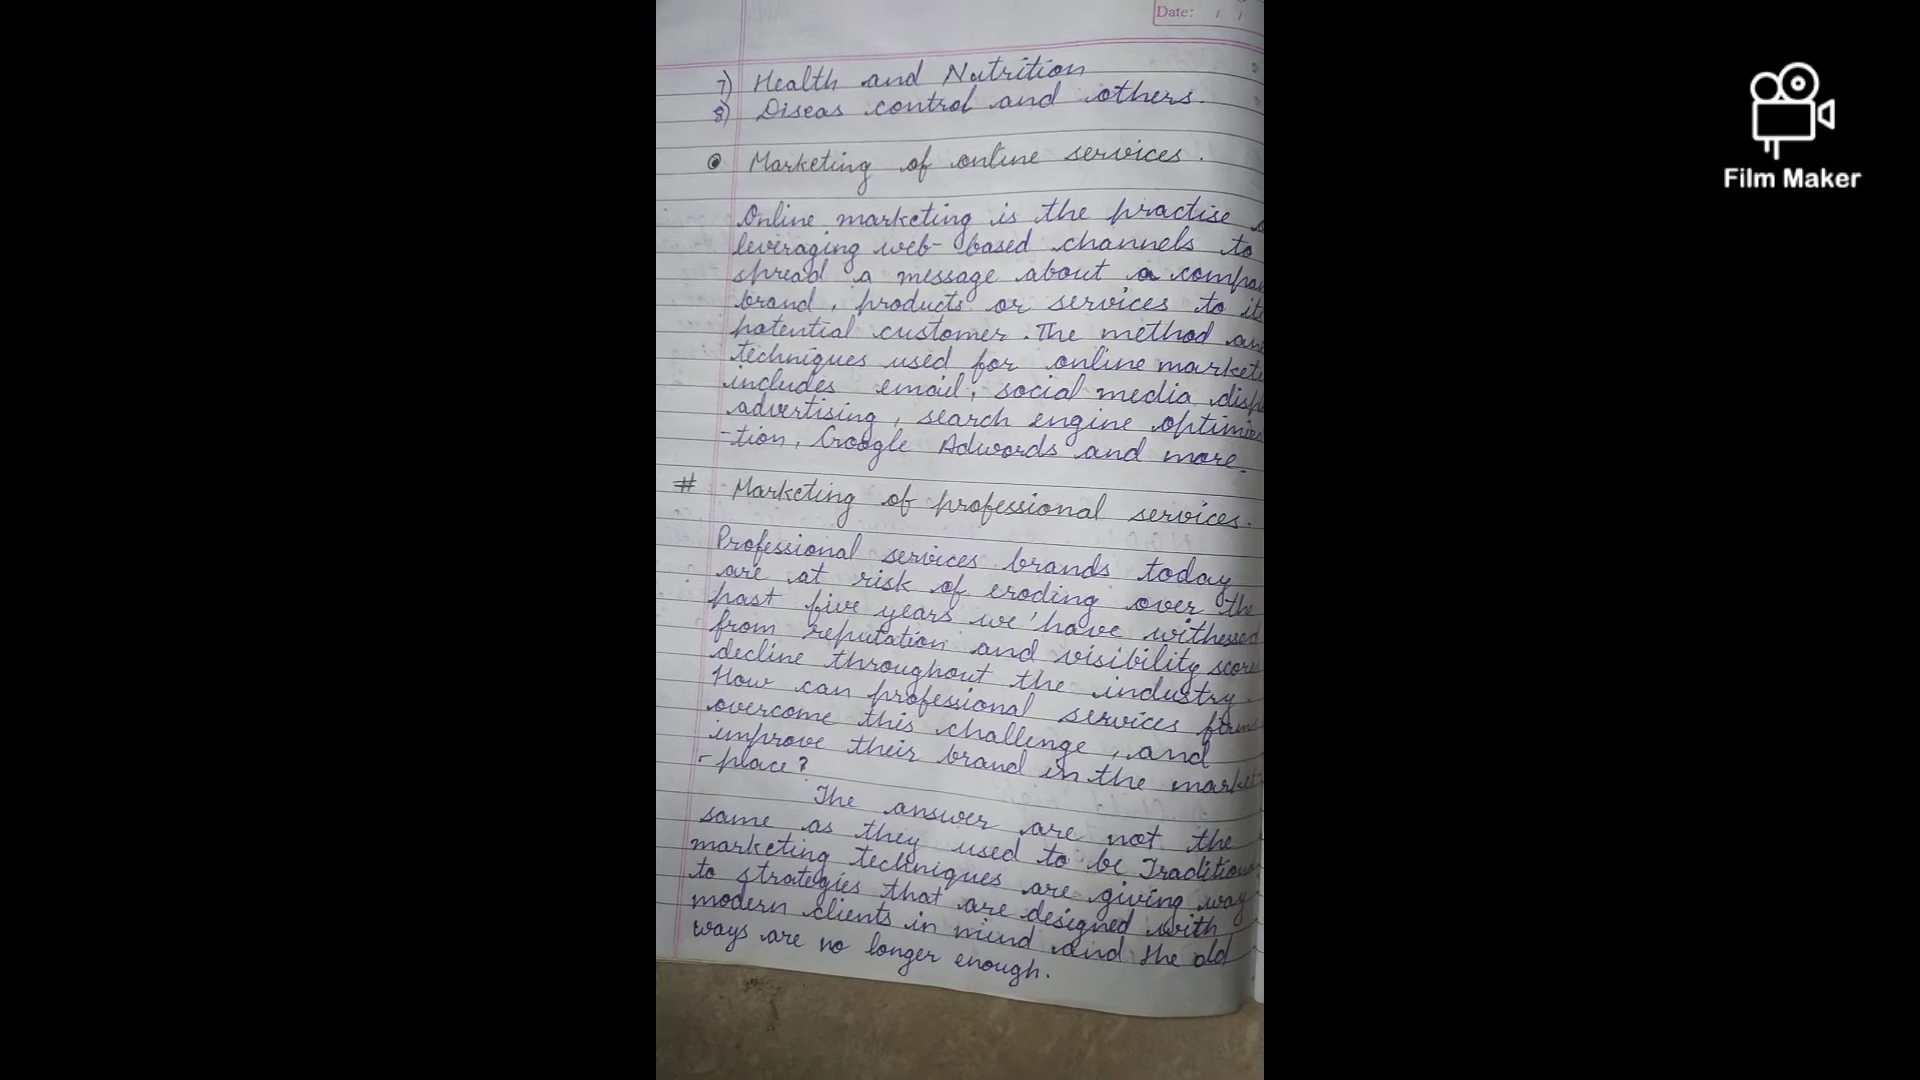 Date: / /
7) Health and Nutrition
8) Diseas control and others.
Marketing of online services.
Online marketing is the practise
leveraging web-based channels to
spread a message about a
brand, products or services to its
potential customer. The method
techniques used for online
includes email, social media
advertising, search engine
-tion, Google Adwords and more.
# Marketing of professional services.
Professional services brands today
are at risk of eroding over the
past five years we'have
from reputation and visibility
decline throughout the industry.
How can professional services
overcome this challenge, and
improve their brand in the market
-place?
The answer are not the
same as they used to be
marketing techniques are giving way
to strategies that are designed with
modern clients in mind and the old
ways are no longer enough.
Film Maker